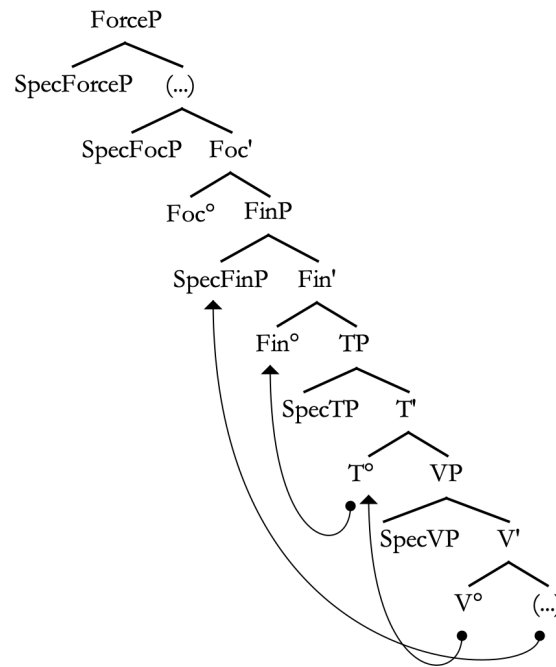 ForceP
SpecForceP (...)
SpecFocP Foc'
Foc° FinP
SpecFinP Fin'
Fin° TP
SpecTP T'
T° VP
SpecVP V'
V° (...)